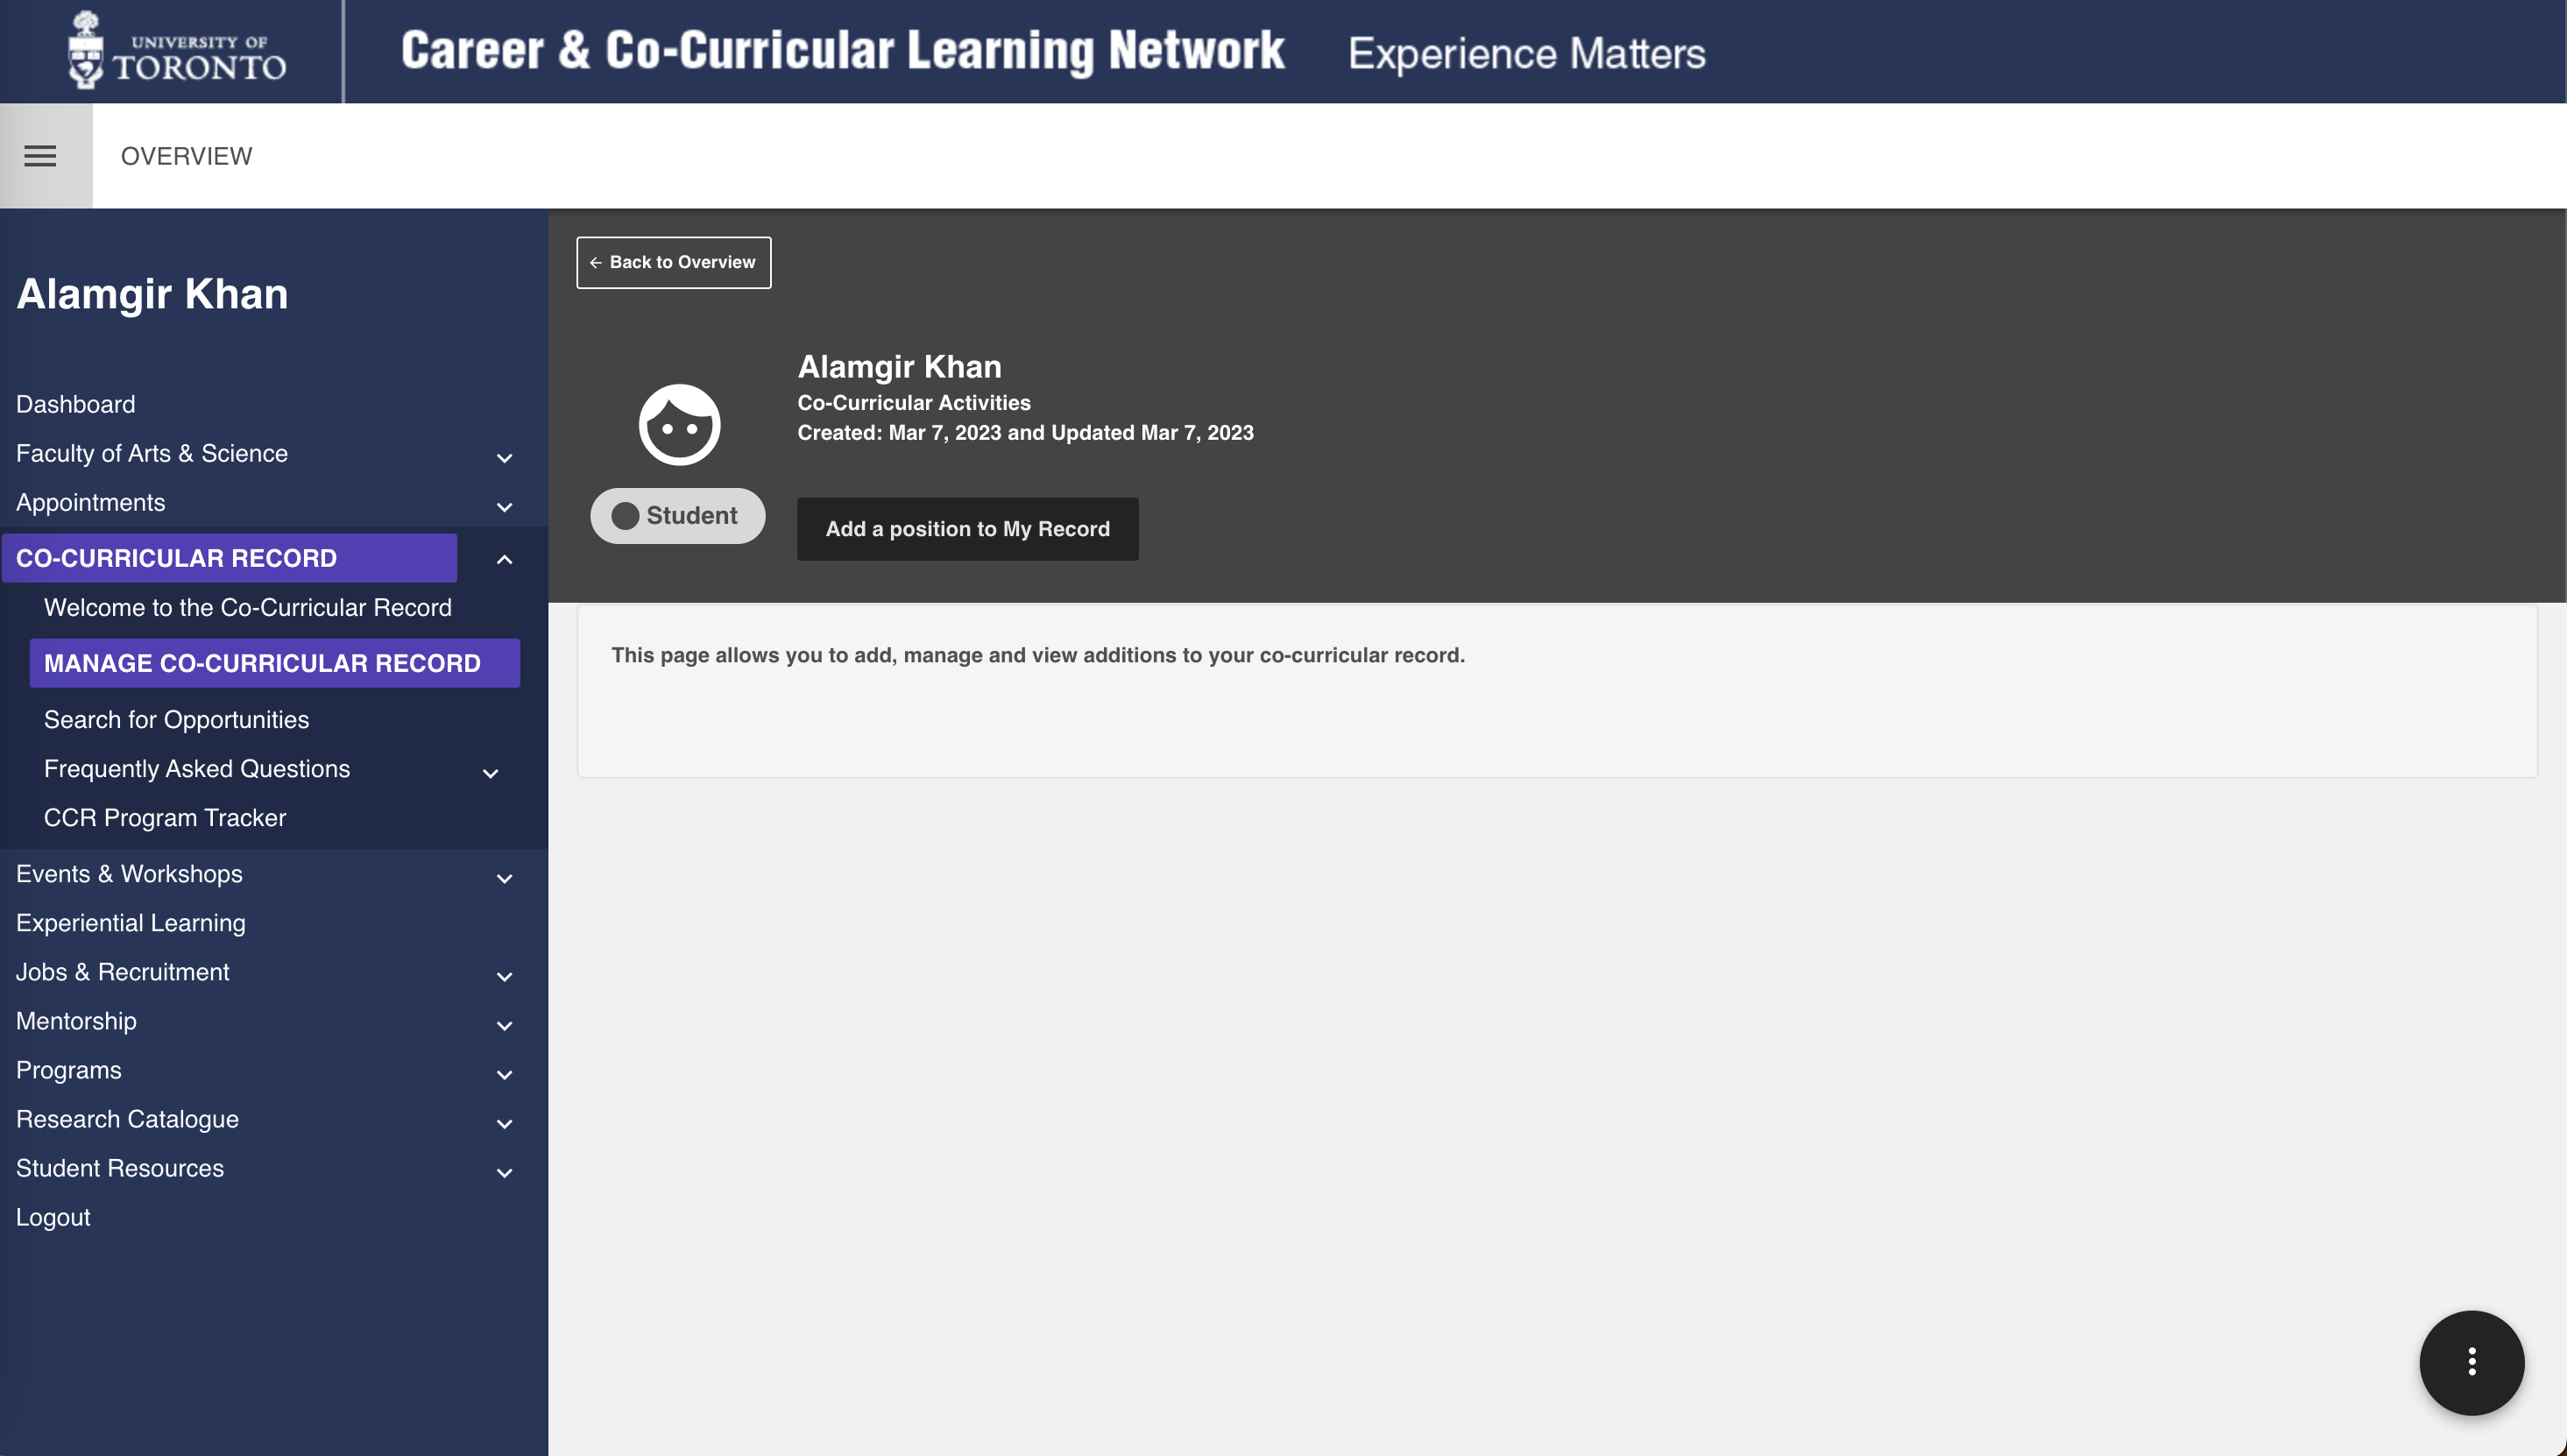 UNIVERSITY OF
TORONTO
Career & Co-Curricular Learning Network Experience Matters
OVERVIEW
Alamgir Khan
Dashboard
Faculty of Arts & Science
Appointments
CO-CURRICULAR RECORD
Welcome to the Co-Curricular Record
MANAGE CO-CURRICULAR RECORD
Search for Opportunities
Frequently Asked Questions
CCR Program Tracker
Events & Workshops
Experiential Learning
Jobs & Recruitment
Mentorship
Programs
Research Catalogue
Student Resources
Logout
Back to Overview
Alamgir Khan
Co-Curricular Activities
Created: Mar 7, 2023 and Updated Mar 7, 2023
Student
Add a position to My Record
This page allows you to add, manage and view additions to your co-curricular record.